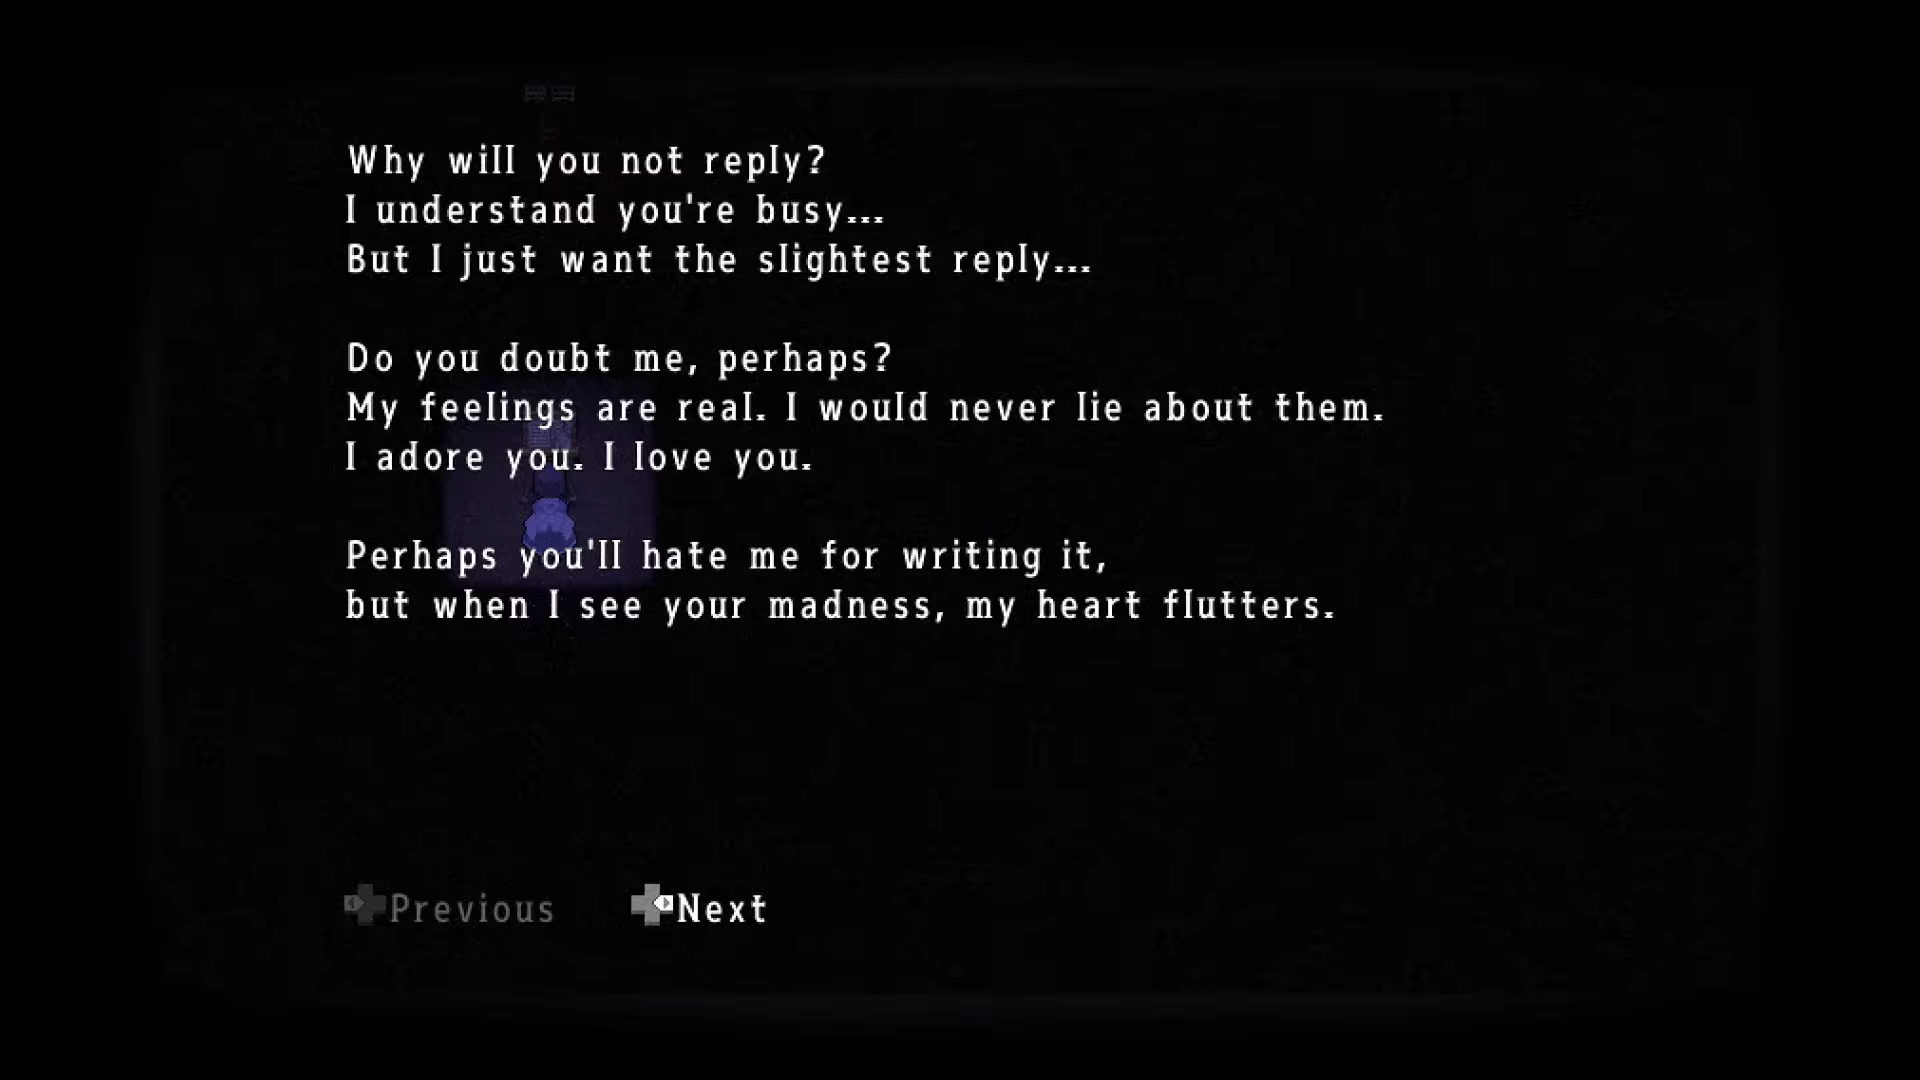 Why will you not reply?
I understand you're busy...
But I just want the slightest reply...
Do you doubt me, perhaps?
My feelings are real. I would never lie about them.
I adore you. I love you.
Perhaps you'll hate me for writing it,
but when I see your madness, my heart flutters.
Previous
Next